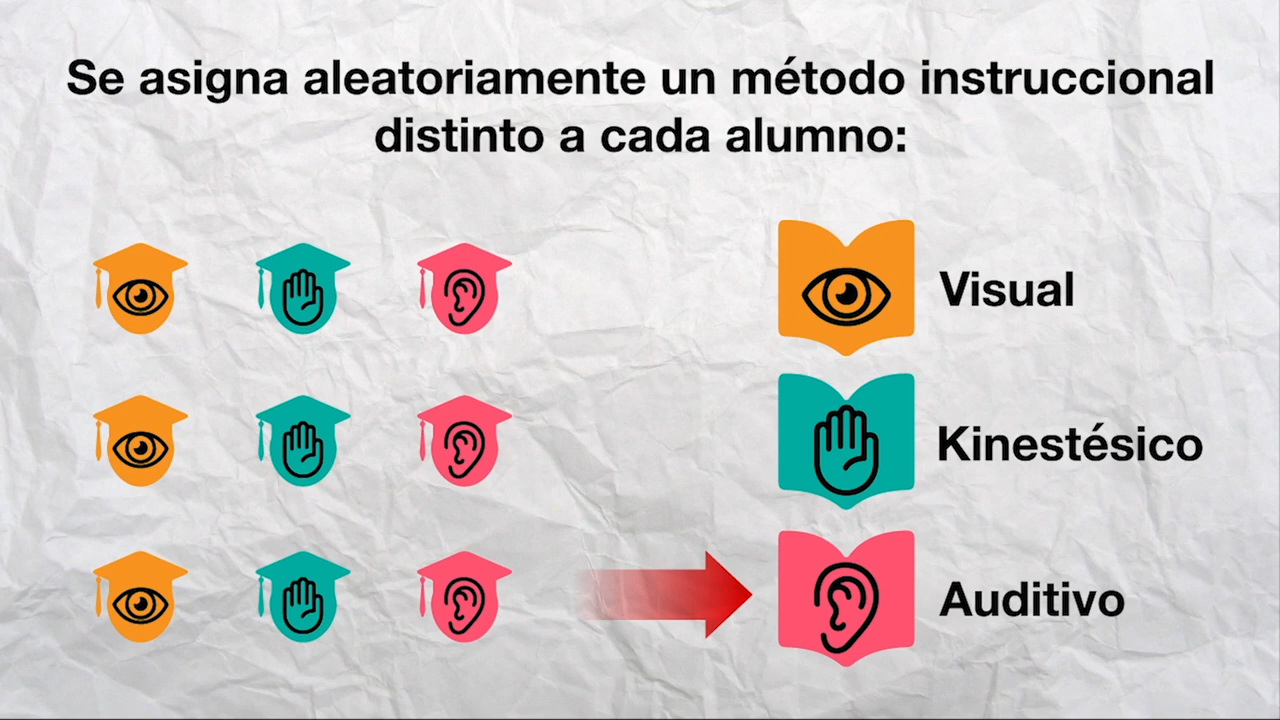 Se asigna aleatoriamente un método instruccional
distinto a cada alumno:
Visual
Kinestésico
Auditivo